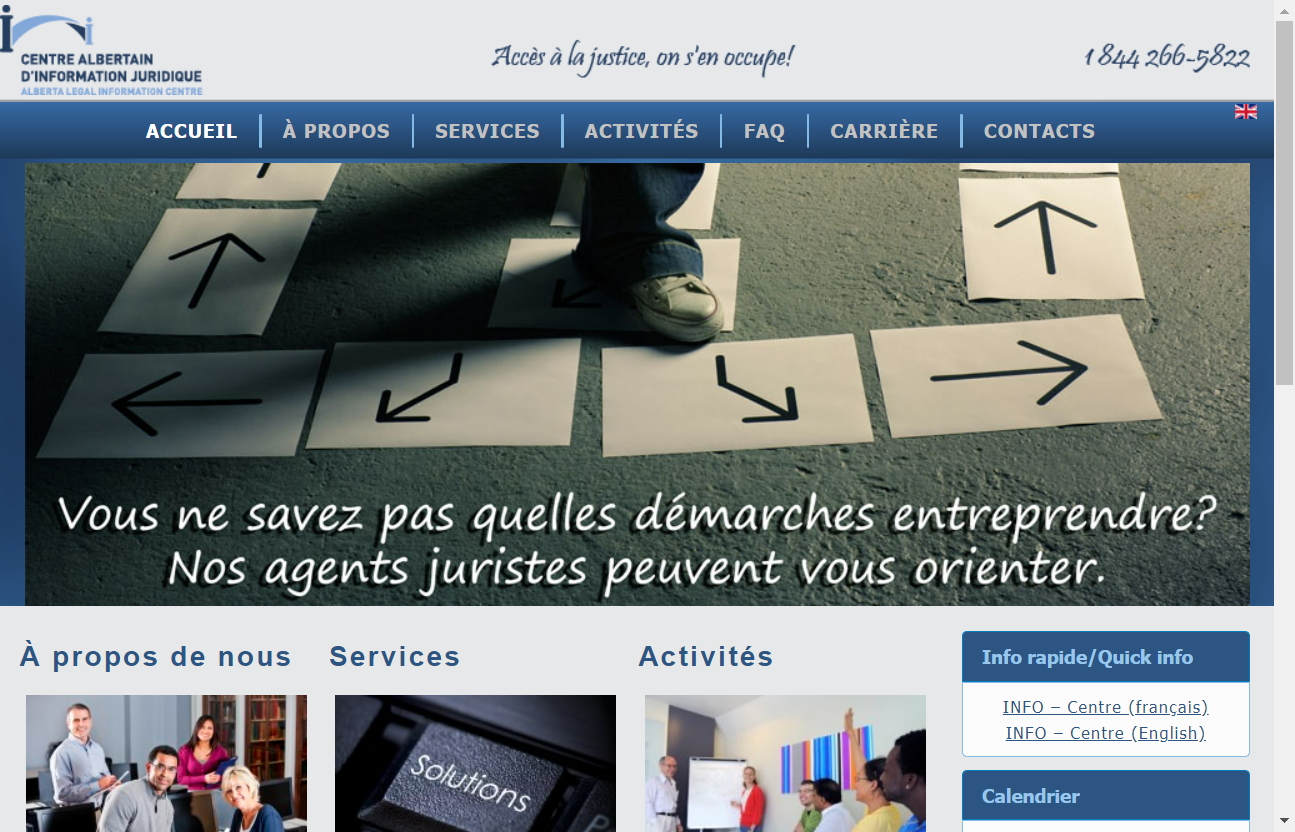 CENTRE ALBERTAIN
D'INFORMATION JURIDIQUE
ALBERTA LEGAL INFORMATION CENTRE
Accès à la justice, on s'en occupe!
1 844 266-5822
ACCUEIL À PROPOS SERVICES ACTIVITÉS FAQ CARRIÈRE CONTACTS
Vous ne savez pas quelles démarches entreprendre?
Nos agents juristes peuvent vous orienter.
À propos de nous
Services
Activités
Solutions
Info rapide/Quick info
INFO – Centre (français)
INFO – Centre (English)
Calendrier